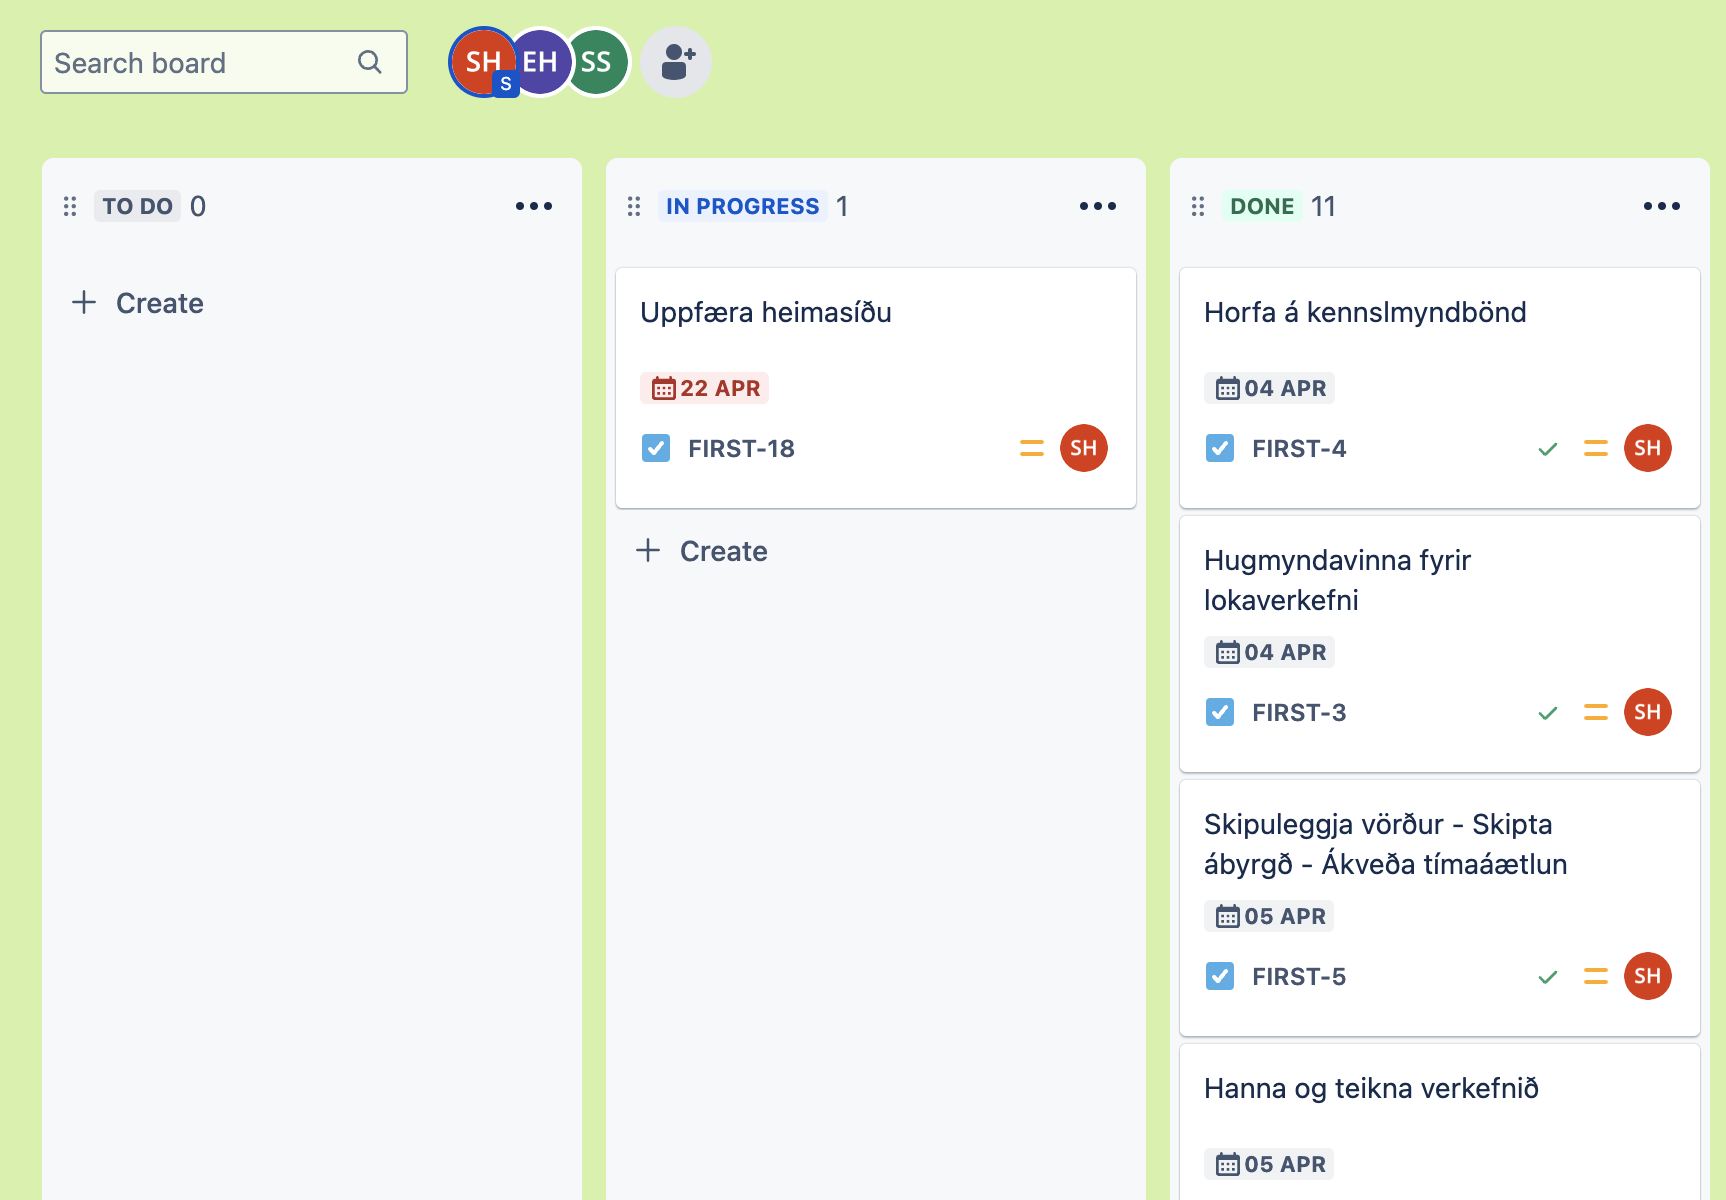 Search board
SH
S
EH
SS
TO DO 0
Create
IN PROGRESS 1
Uppfæra heimasíðu
22 APR
FIRST-18
SH
Create
DONE 11
Horfa á kennslmyndbönd
04 APR
FIRST-4
SH
Hugmyndavinna fyrir
lokaverkefni
04 APR
FIRST-3
SH
Skipuleggja vörður - Skipta
ábyrgð - Ákveða tímaáætlun
05 APR
FIRST-5
SH
Hanna og teikna verkefnið
05 APR